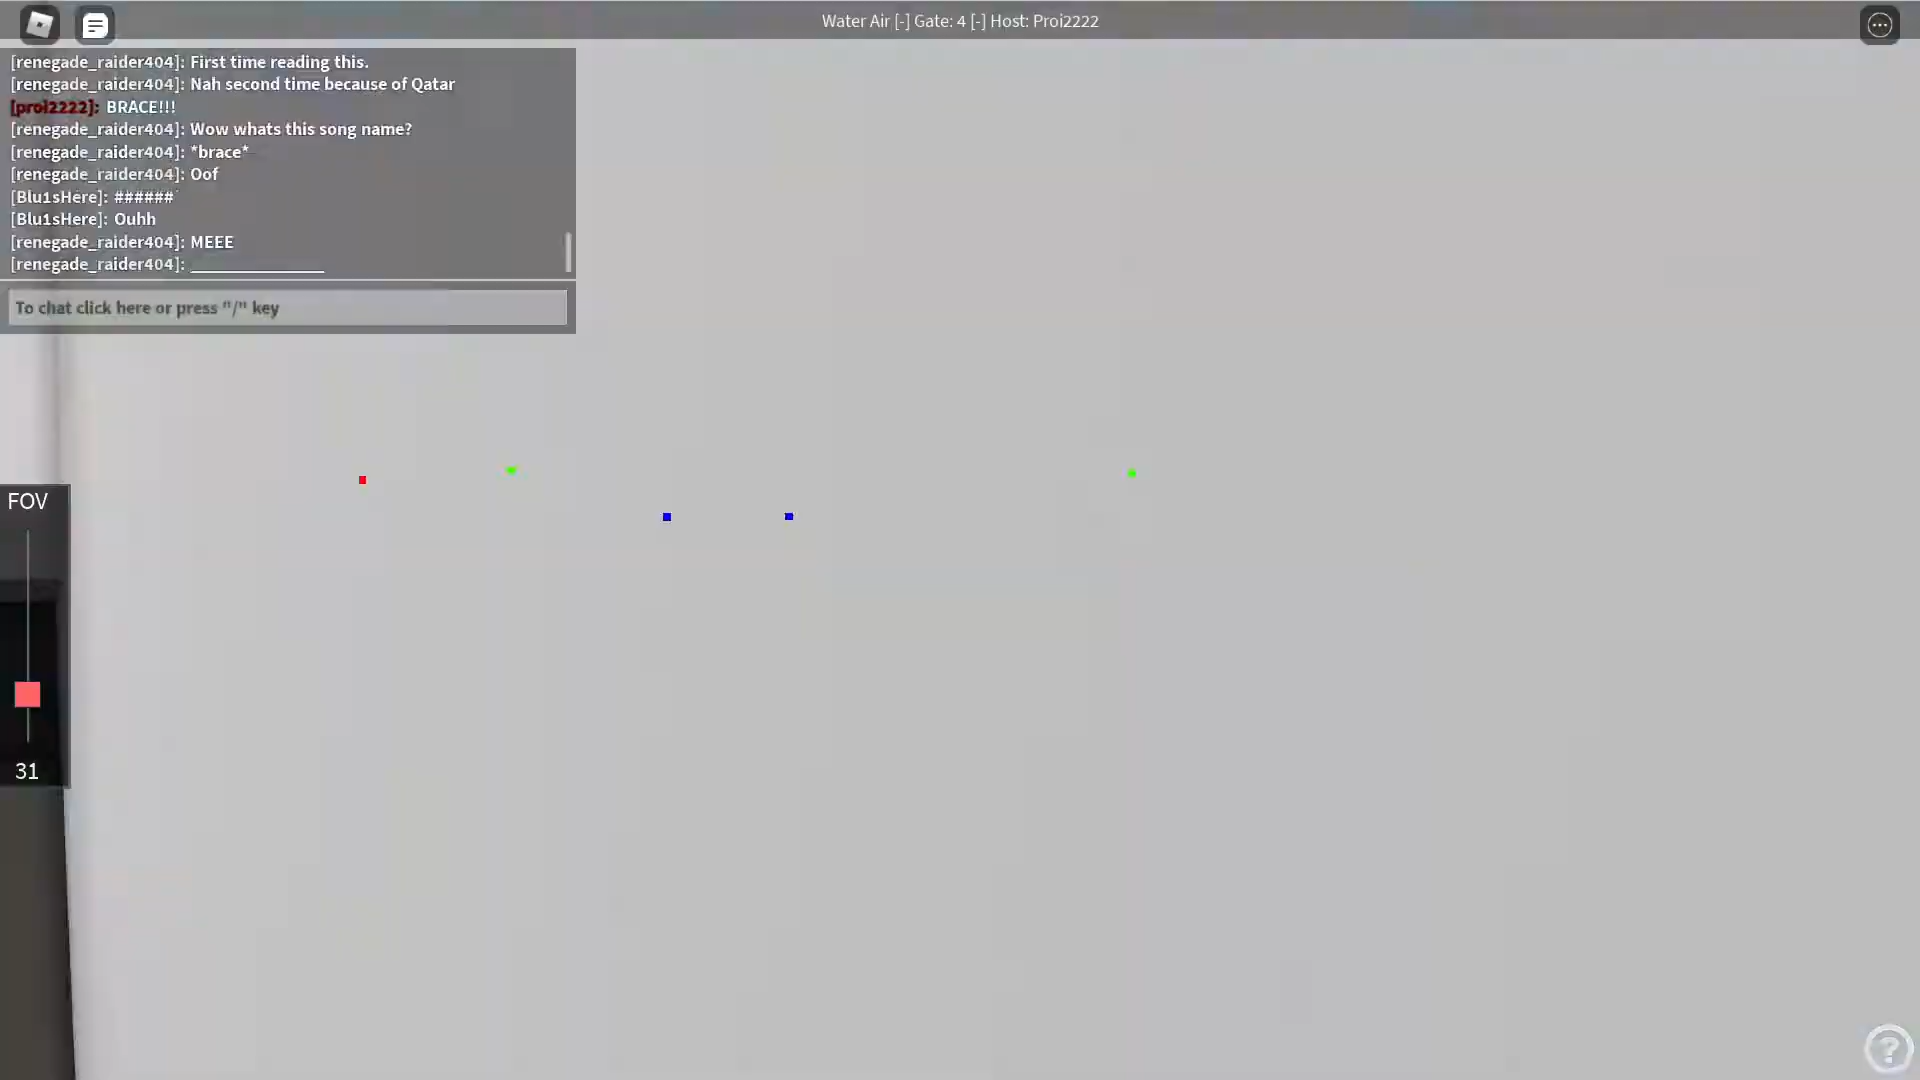 Water Air [-] Gate: 4 [-] Host: Proi2222
[renegade_raider404]: First time reading this.
[renegade_raider404]: Nah second time because of Qatar
[proi2222]: BRACE!!!
[renegade_raider404]: Wow whats this song name?
[renegade_raider404]: *brace*
[renegade_raider404]: Oof
[Blu1sHere]: ######
[Blu1sHere]: Ouhh
[renegade_raider404]: MEEE
[renegade_raider404]: _______________
To chat click here or press "/" key
FOV
31
?